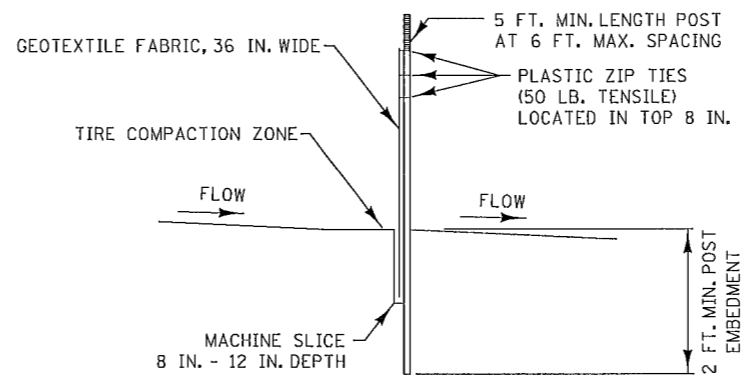 5 FT. MIN. LENGTH POST
AT 6 FT. MAX. SPACING
GEOTEXTILE FABRIC, 36 IN. WIDE
PLASTIC ZIP TIES
(50 LB. TENSILE)
LOCATED IN TOP 8 IN.
TIRE COMPACTION ZONE
FLOW
FLOW
MACHINE SLICE
8 IN. - 12 IN. DEPTH
2 FT. MIN. POST
EMBEDMENT